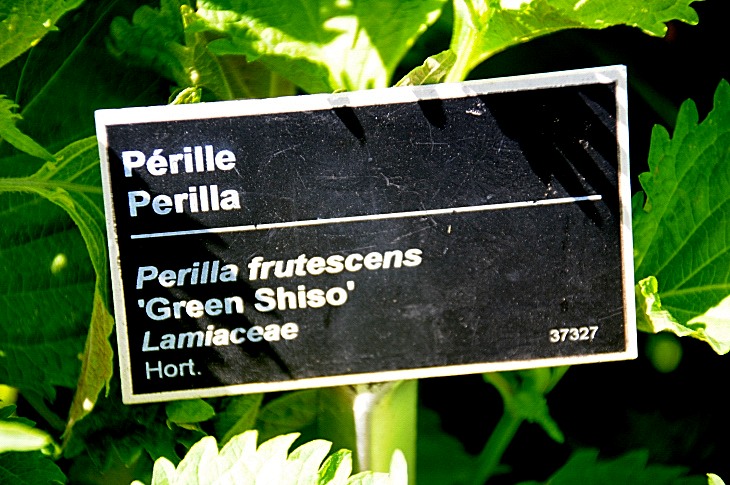 Pérille
Perilla
Perilla frutescens
'Green Shiso'
Lamiaceae
Hort.
37327